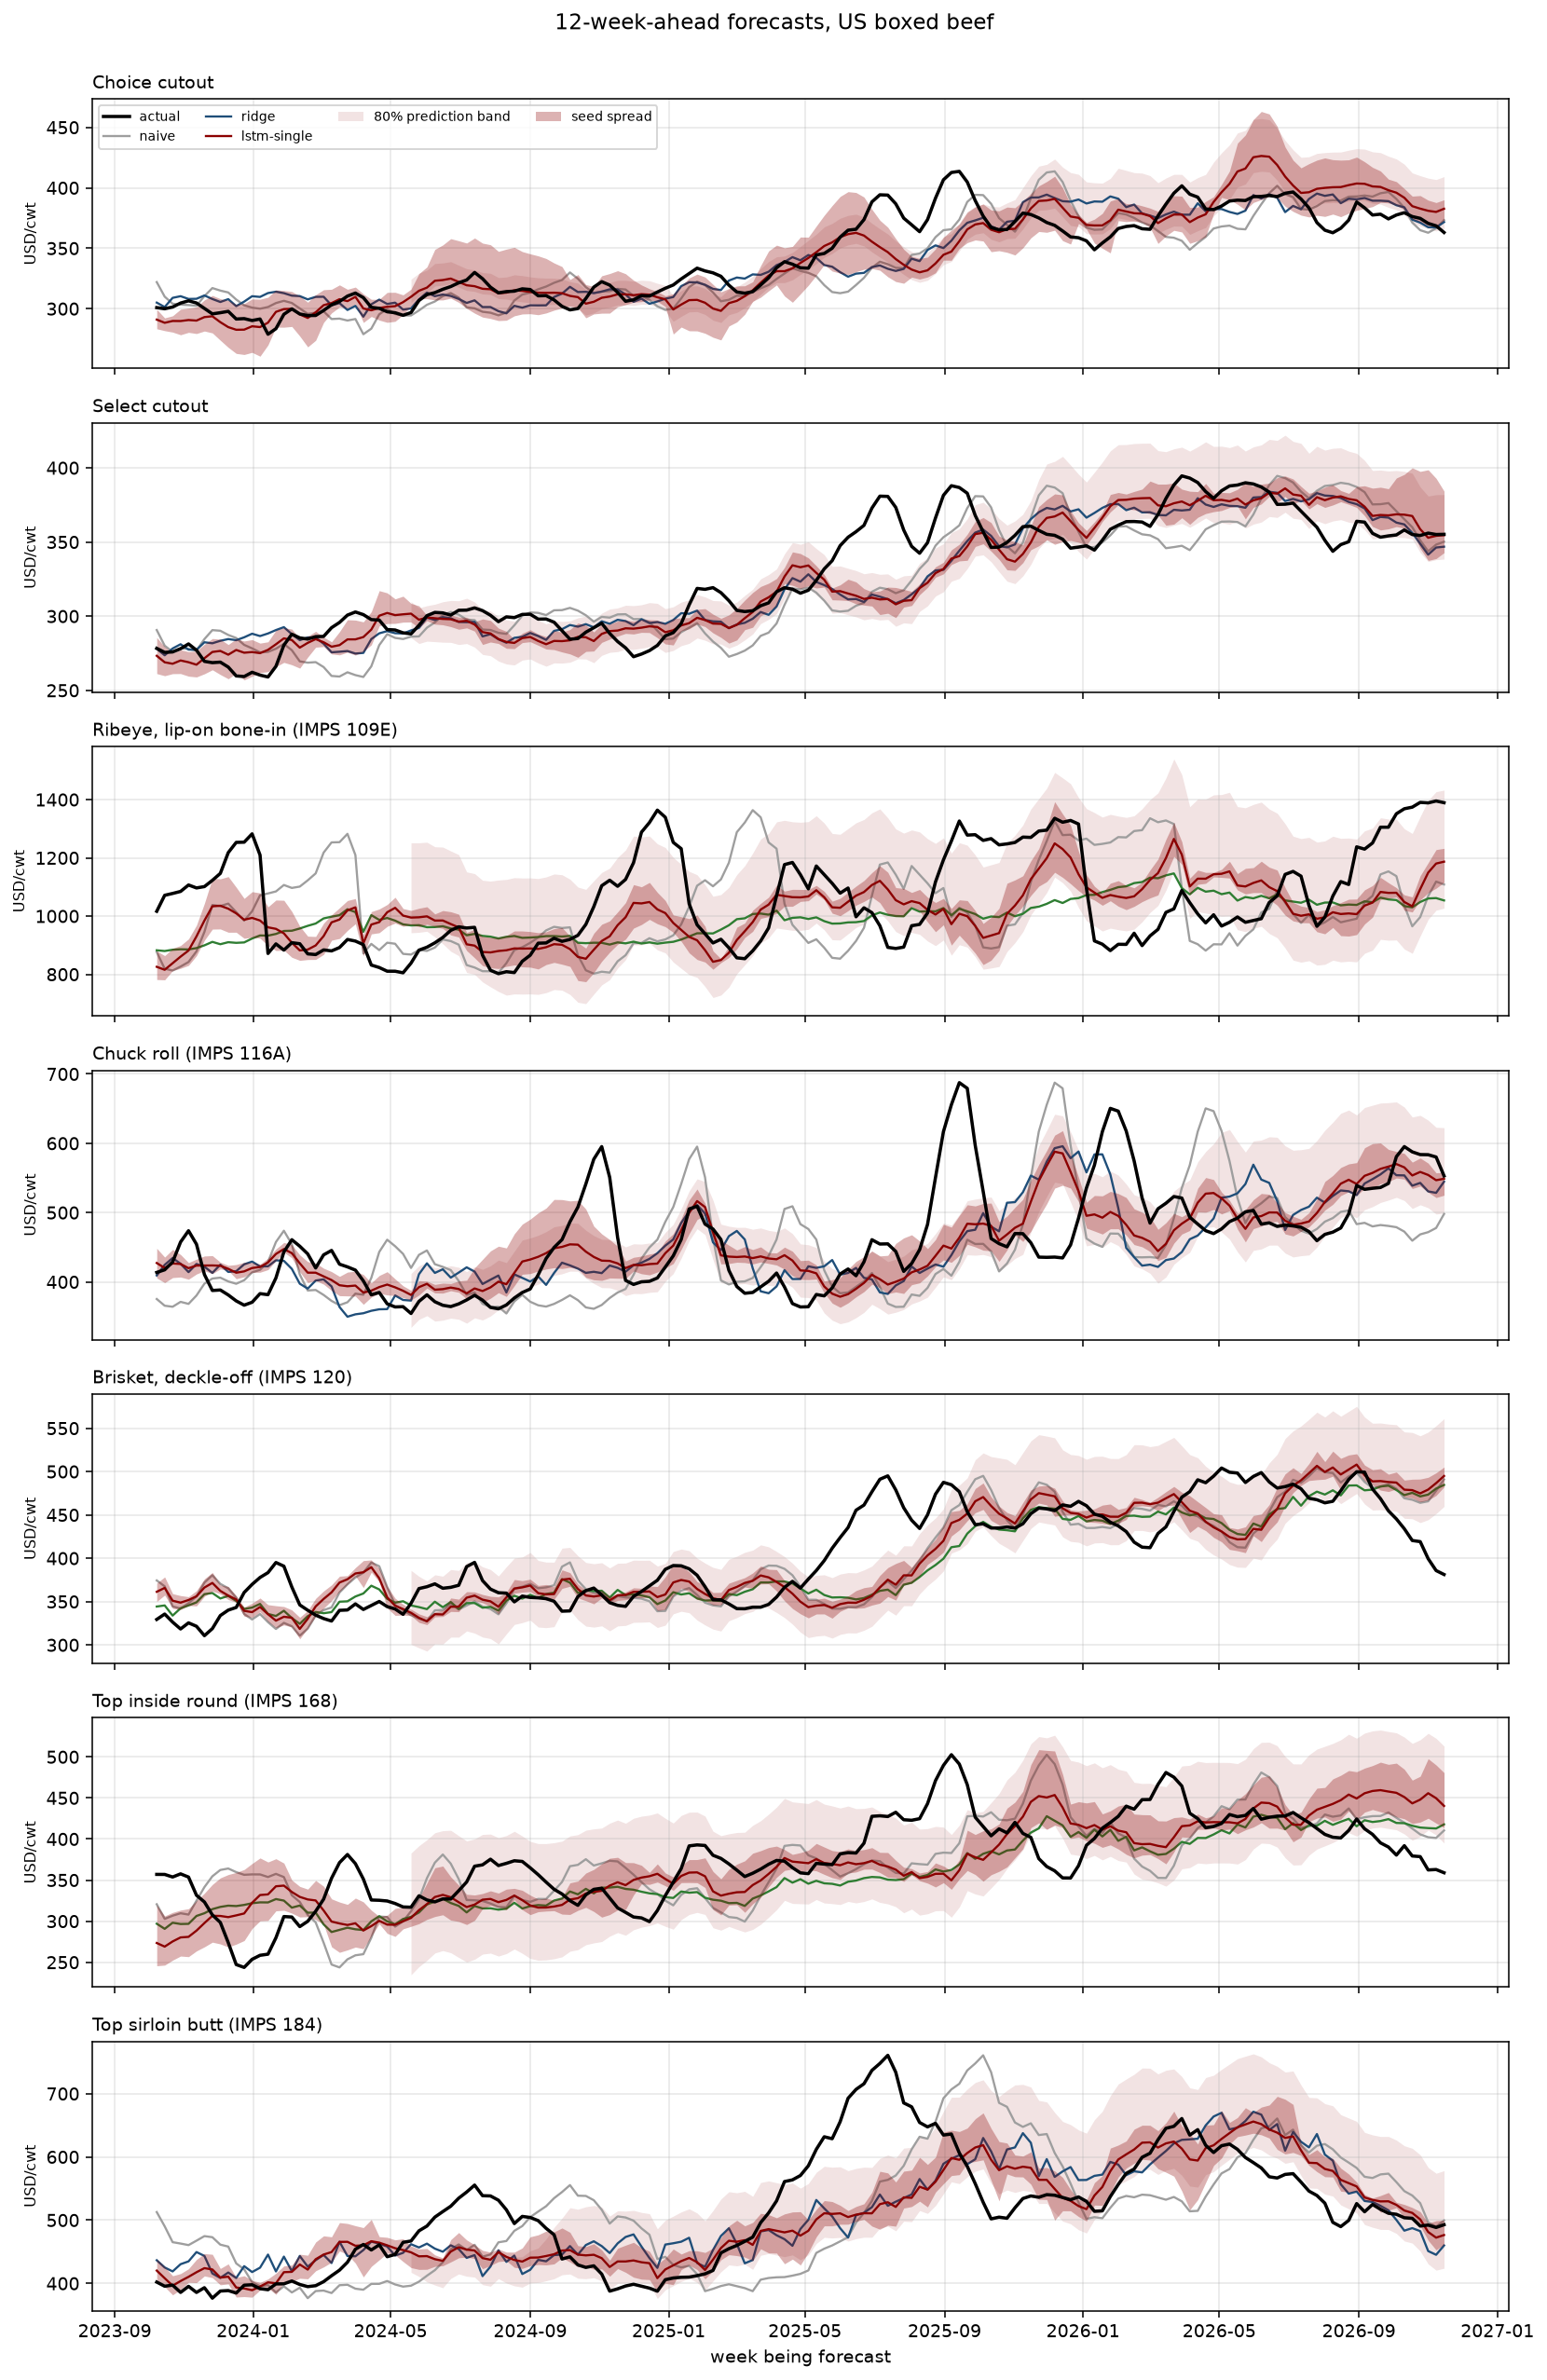 12-week-ahead forecasts, US boxed beef
Choice cutout
actual
naive
ridge
lstm-single
80% prediction band
seed spread
450
400
350
300
USD/cwt
Select cutout
400
350
300
250
USD/cwt
Ribeye, lip-on bone-in (IMPS 109E)
1400
1200
1000
800
USD/cwt
Chuck roll (IMPS 116A)
700
600
500
400
USD/cwt
Brisket, deckle-off (IMPS 120)
550
500
450
400
350
300
USD/cwt
Top inside round (IMPS 168)
500
450
400
350
300
250
USD/cwt
Top sirloin butt (IMPS 184)
700
600
500
400
USD/cwt
2023-09 2024-01 2024-05 2024-09 2025-01 2025-05 2025-09 2026-01 2026-05 2026-09 2027-01
week being forecast